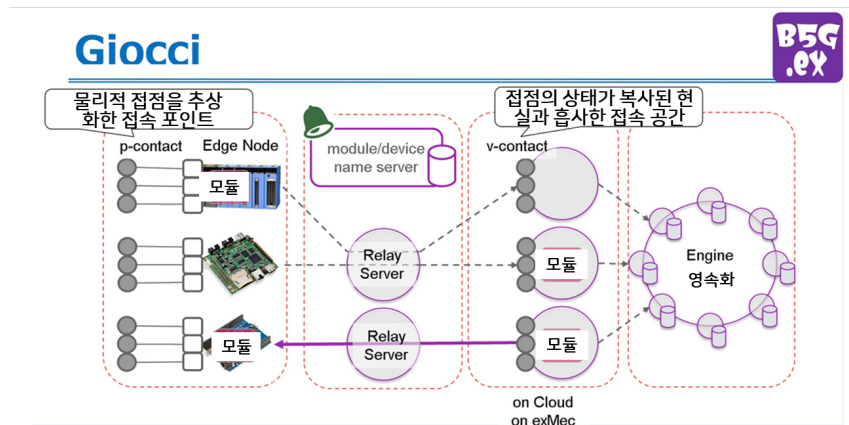 Giocci
B5G
.ex
물리적 접점을 추상
화한 접속 포인트
접점의 상태가 복사된 현
실과 흡사한 접속 공간
p-contact
Edge Node
module/device
name server
v-contact
모듈
Relay
Server
모듈
Engine
영속화
모듈
Relay
Server
모듈
on Cloud
on exMec